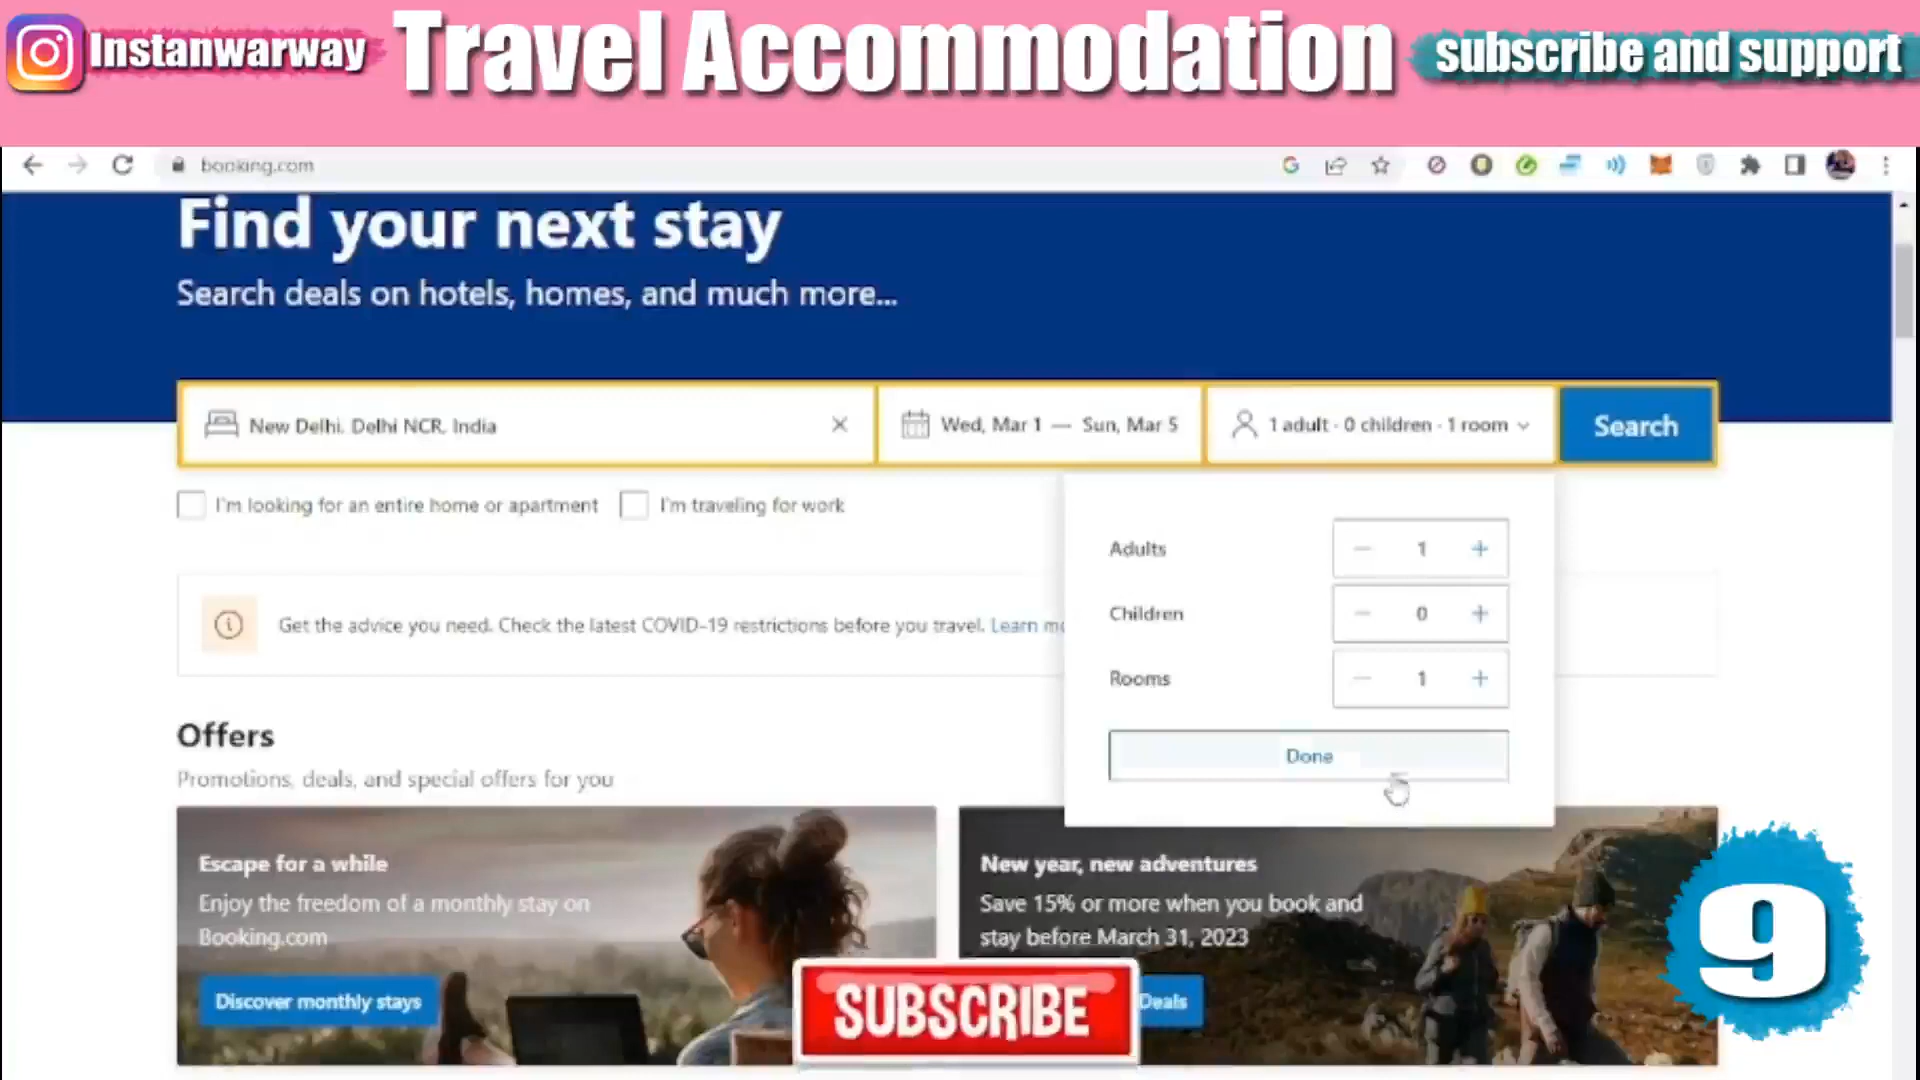 Instanwarway
Travel Accommodation
subscribe and support
booking.com
Find your next stay
Search deals on hotels, homes, and much more...
New Delhi, Delhi NCR, India
Wed, Mar 1 — Sun, Mar 5
1 adult · 0 children · 1 room
Search
I'm looking for an entire home or apartment
I'm traveling for work
Adults
1
Children
0
Rooms
1
Done
Get the advice you need. Check the latest COVID-19 restrictions before you travel. Learn
Offers
Promotions, deals, and special offers for you
Escape for a while
Enjoy the freedom of a monthly stay on
Booking.com
Discover monthly stays
New year, new adventures
Save 15% or more when you book and
stay before March 31, 2023
Deals
SUBSCRIBE
9